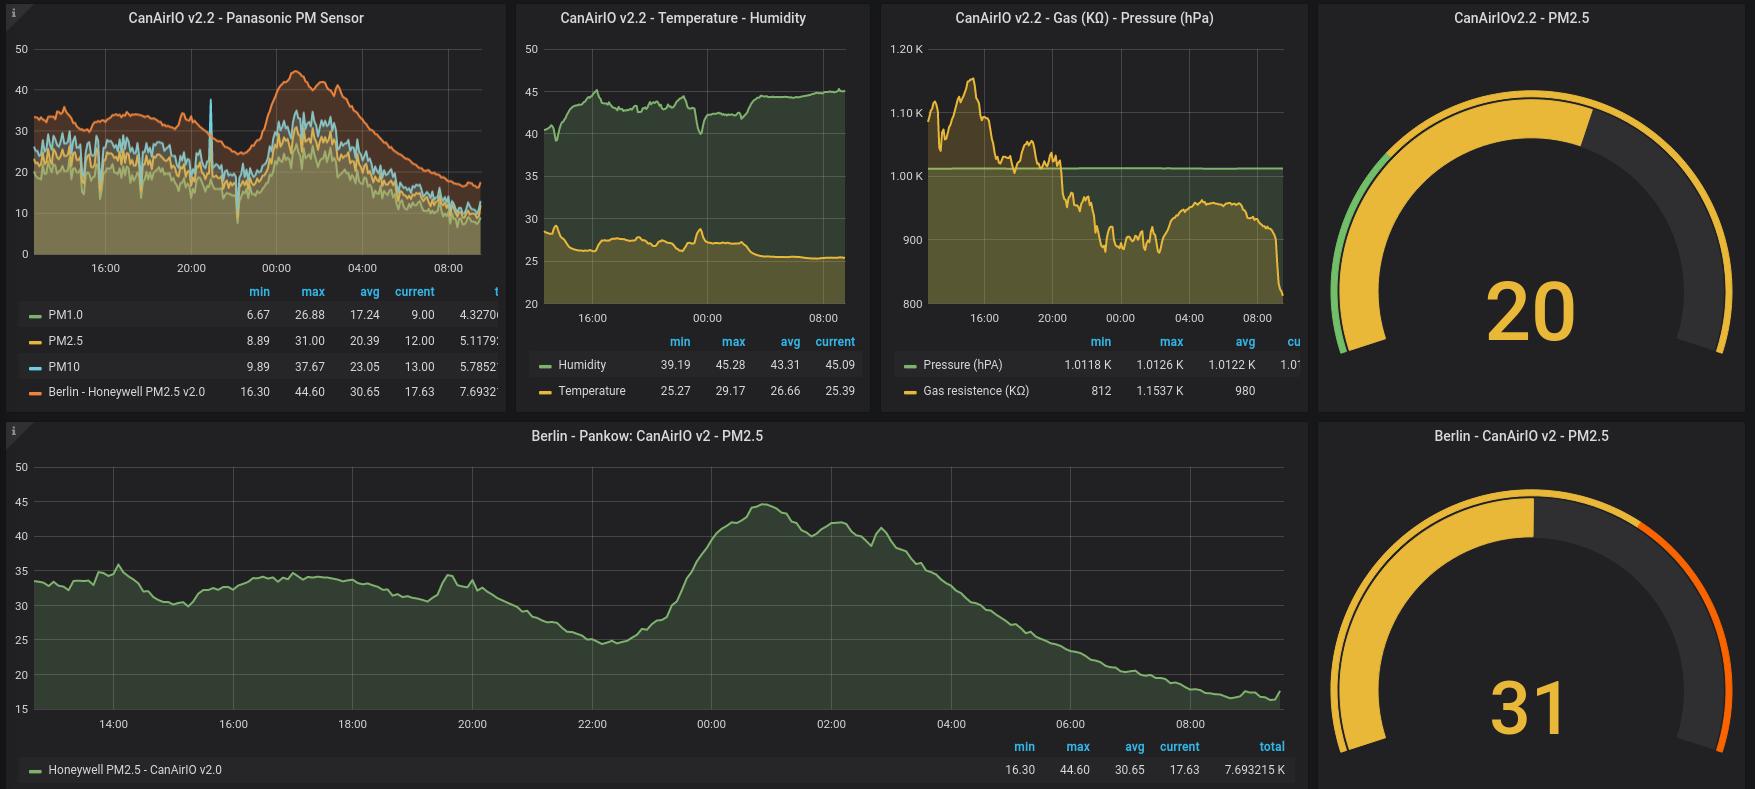 CanAirIO v2.2 - Panasonic PM Sensor
50
40
30
20
10
0
16:00 20:00 00:00 04:00 08:00
min max avg current t
PM1.0 6.67 26.88 17.24 9.00 4.3270
PM2.5 8.89 31.00 20.39 12.00 5.1179
PM10 9.89 37.67 23.05 13.00 5.7852
Berlin - Honeywell PM2.5 v2.0 16.30 44.60 30.65 17.63 7.6932
CanAirIO v2.2 - Temperature - Humidity
50
45
40
35
30
25
20
16:00 00:00 08:00
min max avg current
Humidity 39.19 45.28 43.31 45.09
Temperature 25.27 29.17 26.66 25.39
CanAirIO v2.2 - Gas (KΩ) - Pressure (hPa)
1.20 K
1.10 K
1.00 K
900
800
16:00 20:00 00:00 04:00 08:00
min max avg cu
Pressure (hPA) 1.0118 K 1.0126 K 1.0122 K 1.01
Gas resistence (KΩ) 812 1.1537 K 980
CanAirIOv2.2 - PM2.5
20
Berlin - Pankow: CanAirIO v2 - PM2.5
50
45
40
35
30
25
20
15
14:00 16:00 18:00 20:00 22:00 00:00 02:00 04:00 06:00 08:00
min max avg current total
Honeywell PM2.5 - CanAirIO v2.0 16.30 44.60 30.65 17.63 7.693215 K
Berlin - CanAirIO v2 - PM2.5
31